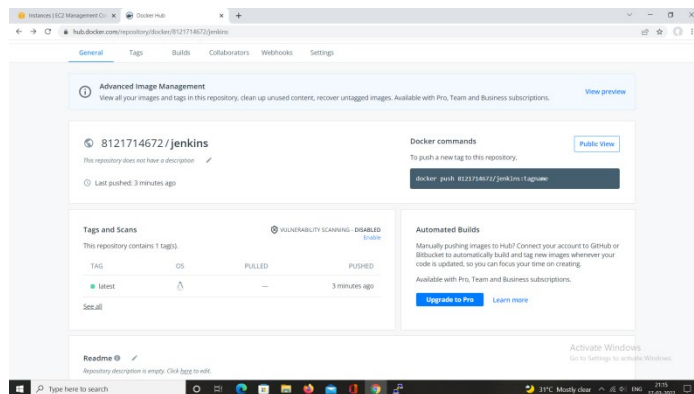 Instances | EC2 Management Co
Docker Hub
hub.docker.com/repository/docker/8121714672/jenkins
General Tags Builds Collaborators Webhooks Settings
Advanced Image Management
View all your images and tags in this repository, clean up unused content, recover untagged images. Available with Pro, Team and Business subscriptions.
View preview
8121714672/jenkins
This repository does not have a description
Last pushed: 3 minutes ago
Docker commands
Public View
To push a new tag to this repository,
docker push 8121714672/jenkins:tagname
Tags and Scans
VULNERABILITY SCANNING - DISABLED
Enable
This repository contains 1 tag(s).
TAG OS PULLED PUSHED
latest --- 3 minutes ago
See all
Automated Builds
Manually pushing images to Hub? Connect your account to GitHub or
Bitbucket to automatically build and tag new images whenever your
code is updated, so you can focus your time on creating.
Available with Pro, Team and Business subscriptions.
Upgrade to Pro Learn more
Readme
Repository description is empty. Click here to edit.
Activate Windows
Go to Settings to activate Windows.
Type here to search
31°C Mostly clear
ENG
21:15